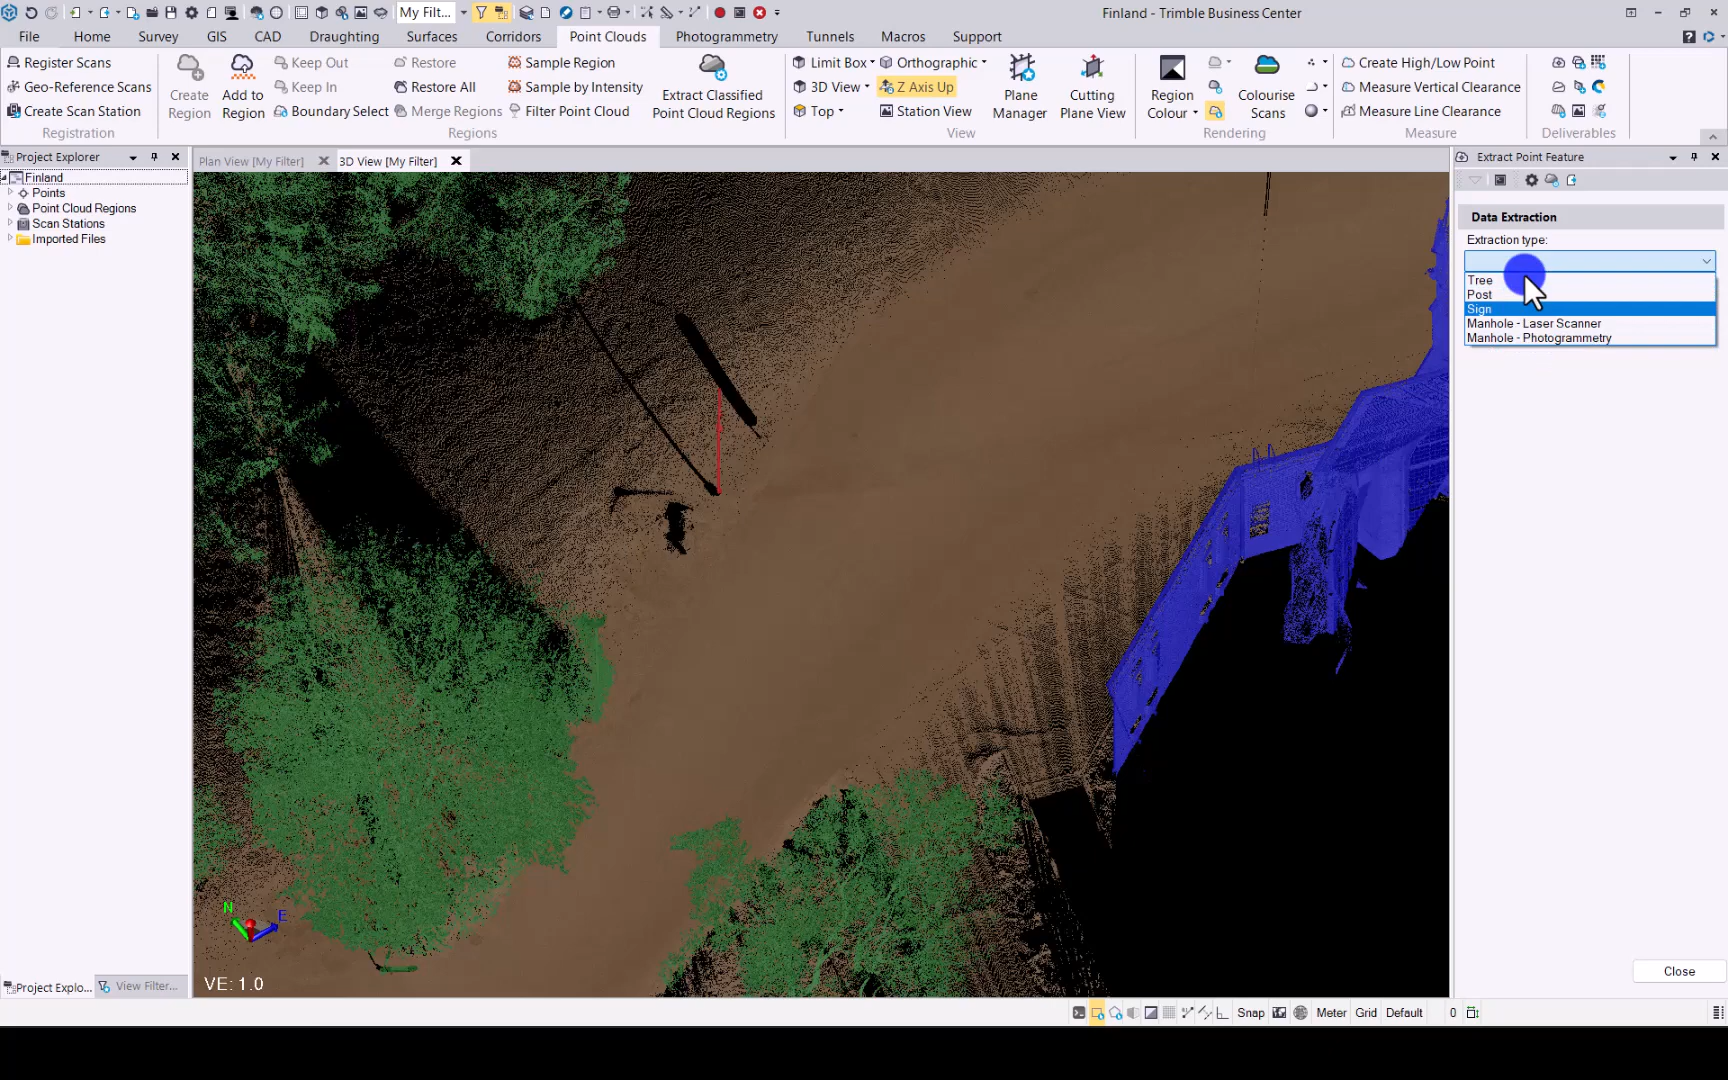 My Filt...
Finland - Trimble Business Center
File Home Survey GIS CAD Draughting Surfaces Corridors Point Clouds Photogrammetry Tunnels Macros Support
Register Scans
Geo-Reference Scans
Create Scan Station
Registration
Create Region
Add to Region
Keep Out
Keep In
Boundary Select
Restore
Restore All
Merge Regions
Sample Region
Sample by Intensity
Filter Point Cloud
Regions
Extract Classified Point Cloud Regions
Limit Box
3D View
Top
Orthographic
Z Axis Up
Station View
View
Plane Manager
Cutting Plane View
Region Colour
Colourise Scans
Rendering
Create High/Low Point
Measure Vertical Clearance
Measure Line Clearance
Measure
Deliverables
Project Explorer
Finland
Points
Point Cloud Regions
Scan Stations
Imported Files
Plan View [My Filter]
3D View [My Filter]
Extract Point Feature
Data Extraction
Extraction type:
Tree
Post
Sign
Manhole - Laser Scanner
Manhole - Photogrammetry
N
E
VE: 1.0
Close
Project Explo...
View Filter...
Snap Meter Grid Default 0